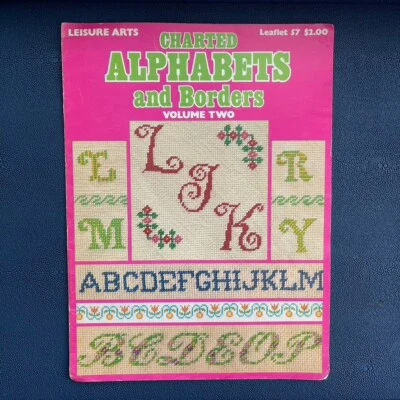 LEISURE ARTS
Leaflet 57 $2.00
CHARTED
ALPHABETS
and Borders
VOLUME TWO
E
L
J
K
R
M
Y
ABCDEFGHIJKLM
BCDEOP